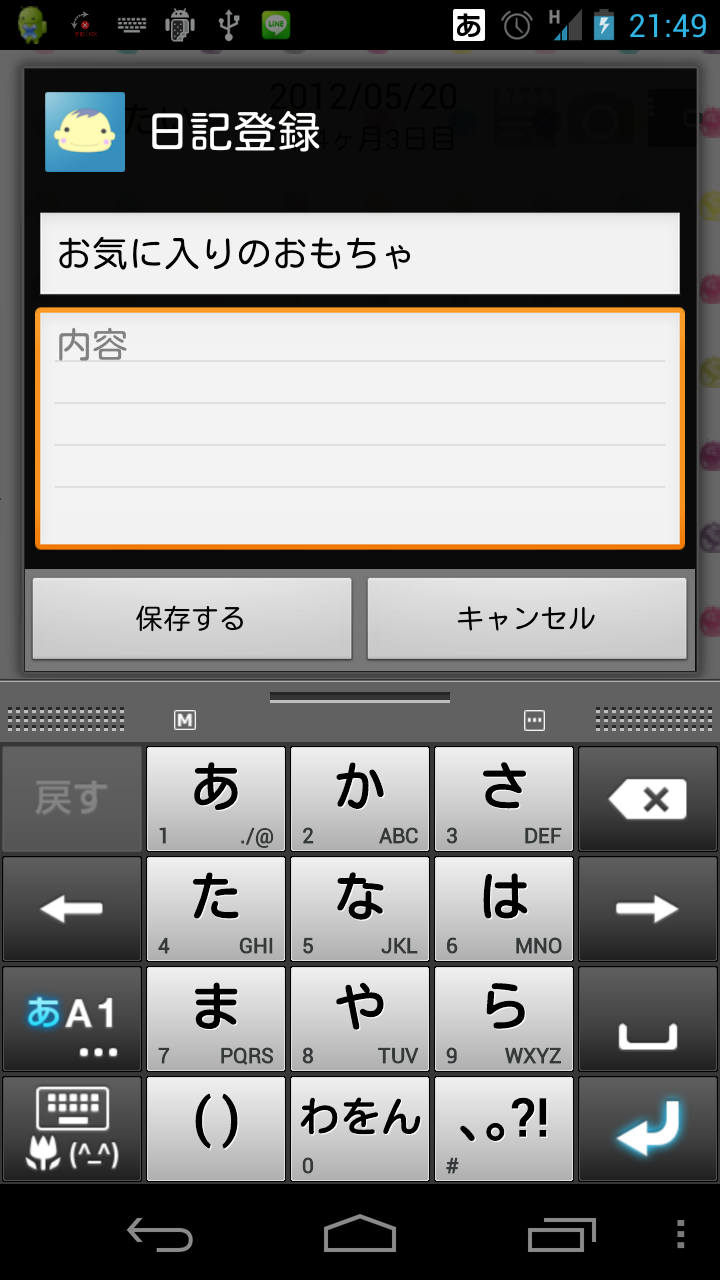 LINE
あ
H
21:49
2012/05/20
ヶ月3日目
日記登録
お気に入りのおもちゃ
内容
保存する
キャンセル
M
戻す
あ
1 ./@
か
2 ABC
さ
3 DEF
た
4 GHI
な
5 JKL
は
6 MNO
あA1
ま
7 PQRS
や
8 TUV
ら
9 WXYZ
(^_^)
()
わをん
0
､｡?!
#